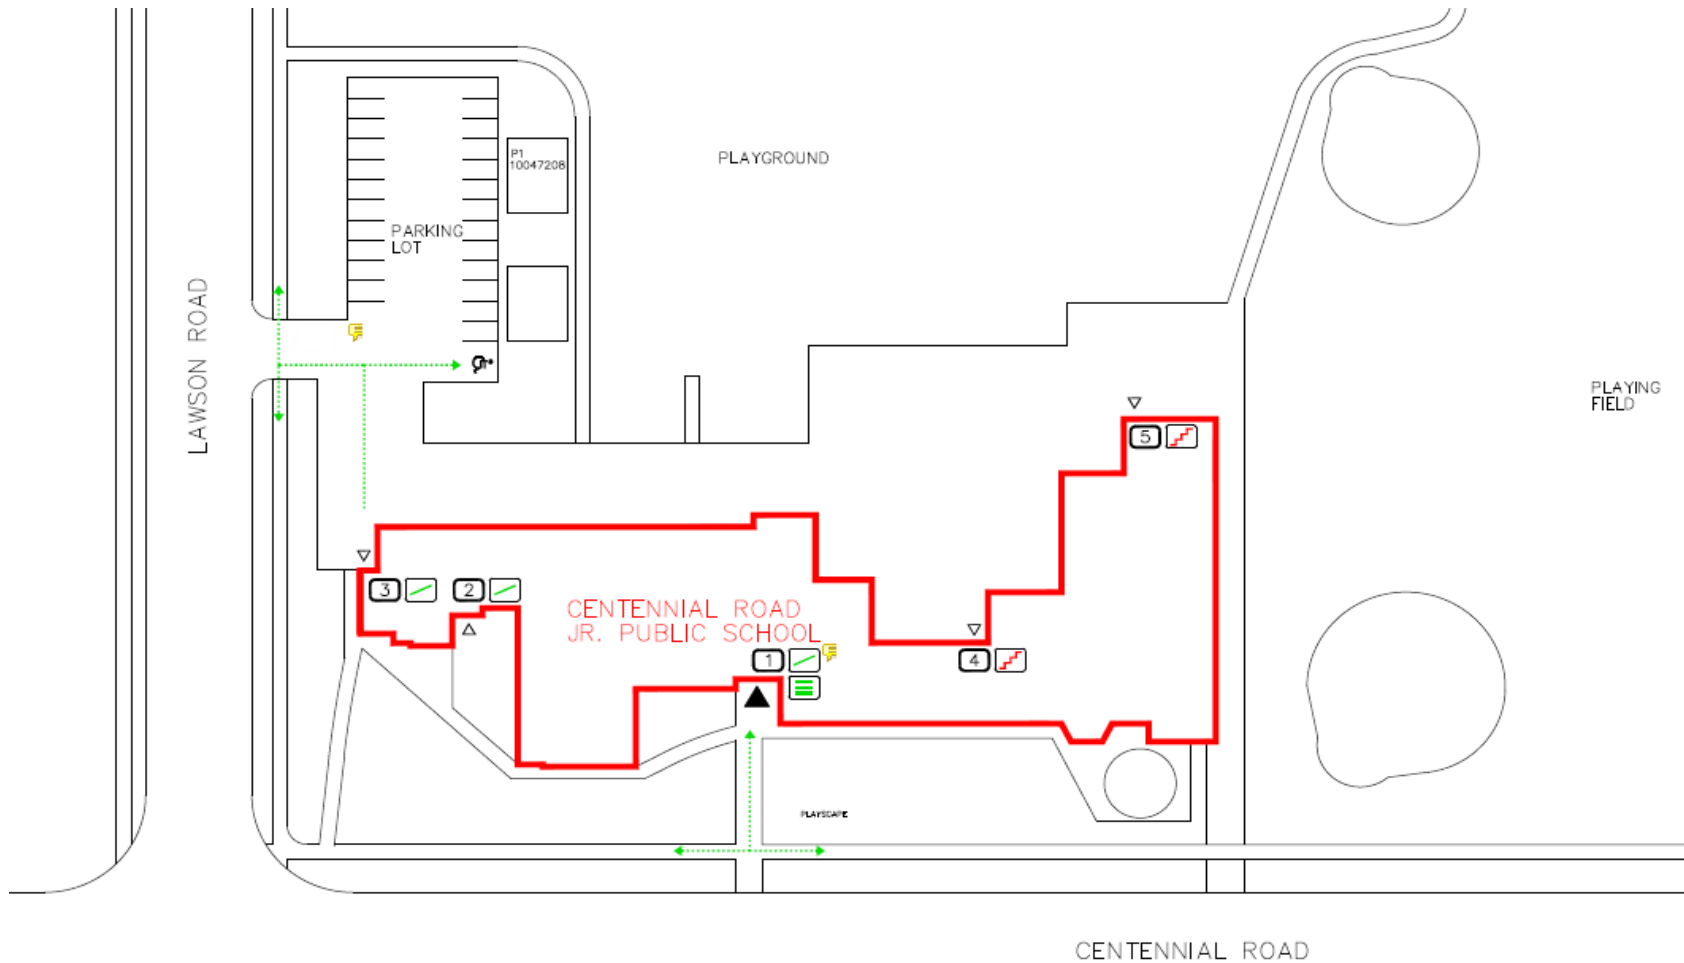 PLAYGROUND
P1
10047208
PARKING
LOT
LAWSON ROAD
PLAYING
FIELD
5
3
2
CENTENNIAL ROAD
JR. PUBLIC SCHOOL
1
4
PLAYSCAPE
CENTENNIAL ROAD